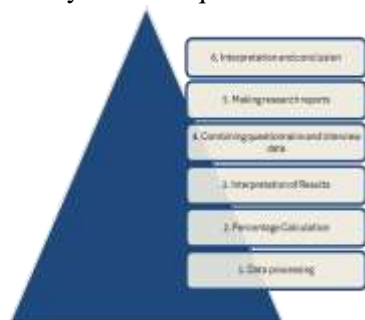 6. Interpretation and conclusion
5. Making research reports
4. Combining questionnaire and interview
data
3. Interpretation of Results
2. Percentage Calculation
1. Data processing